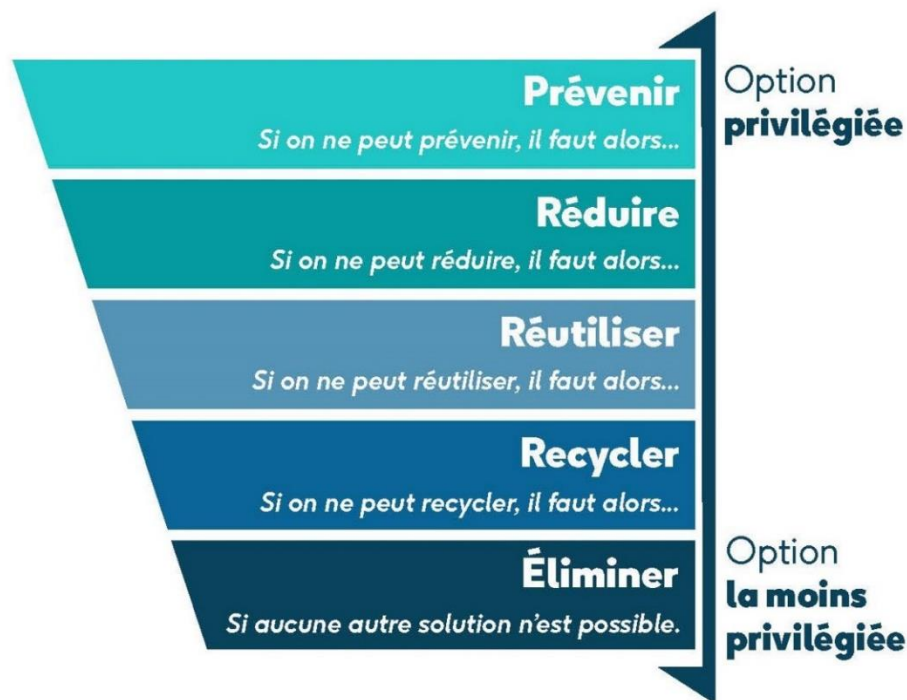 Prévenir
Si on ne peut prévenir, il faut alors...
Réduire
Si on ne peut réduire, il faut alors...
Réutiliser
Si on ne peut réutiliser, il faut alors...
Recycler
Si on ne peut recycler, il faut alors...
Éliminer
Si aucune autre solution n'est possible.
Option
privilégiée
Option
la moins
privilégiée